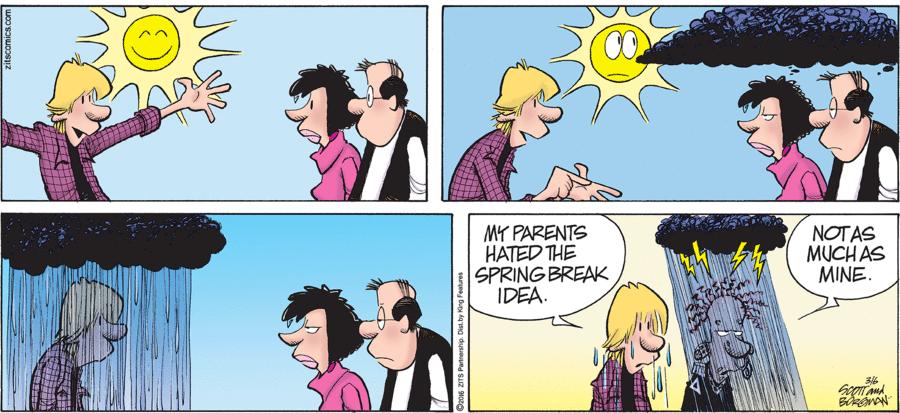 zitscomics.com
©2016 ZITS Partnership. Dist.by King Features
MY PARENTS
HATED THE
SPRING BREAK
IDEA.
NOT AS
MUCH AS
MINE.
3/6
SCOTT and
BORGMAN